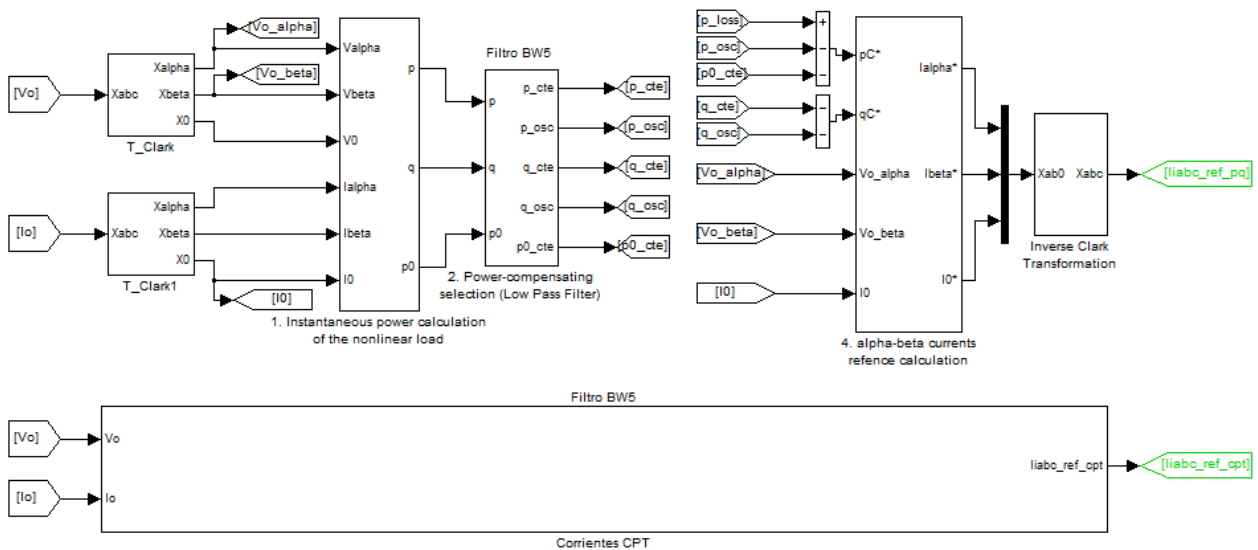 [Vo]
Xabc
Xalpha
Xbeta
X0
T_Clark
[Vo_alpha]
[Vo_beta]
[Io]
Xabc
Xalpha
Xbeta
X0
T_Clark1
[I0]
Valpha
Vbeta
V0
Ialpha
Ibeta
I0
p
q
p0
1. Instantaneous power calculation
of the nonlinear load
Filtro BW5
p
q
p0
p_cte
p_osc
q_cte
q_osc
p0_cte
2. Power-compensating
selection (Low Pass Filter)
[p_cte]
[p_osc]
[q_cte]
[q_osc]
[p0_cte]
[p_loss]
[p_osc]
[p0_cte]
[q_cte]
[q_osc]
[Vo_alpha]
[Vo_beta]
[I0]
+
−
−
−
−
pC*
qC*
Vo_alpha
Vo_beta
I0
Ialpha*
Ibeta*
I0*
4. alpha-beta currents
refence calculation
Xab0
Xabc
Inverse Clark
Transformation
[Iiabc_ref_pq]
Filtro BW5
[Vo]
[Io]
Vo
Io
Iiabc_ref_cpt
[Iiabc_ref_cpt]
Corrientes CPT